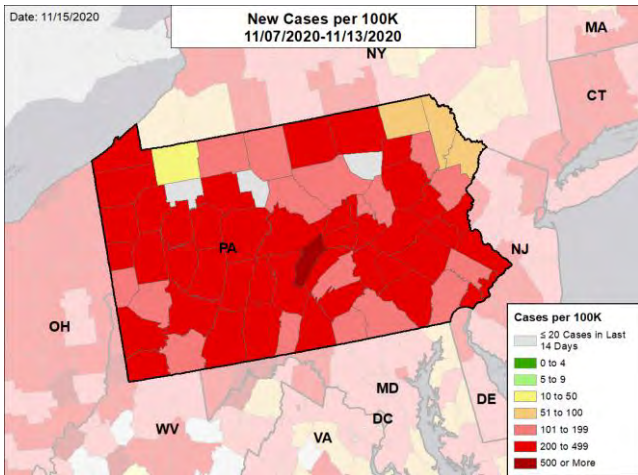 Date: 11/15/2020
New Cases per 100K
11/07/2020-11/13/2020
NY
MA
CT
PA
NJ
OH
MD
DE
WV
DC
VA
Cases per 100K
≤ 20 Cases in Last
14 Days
0 to 4
5 to 9
10 to 50
51 to 100
101 to 199
200 to 499
500 or More